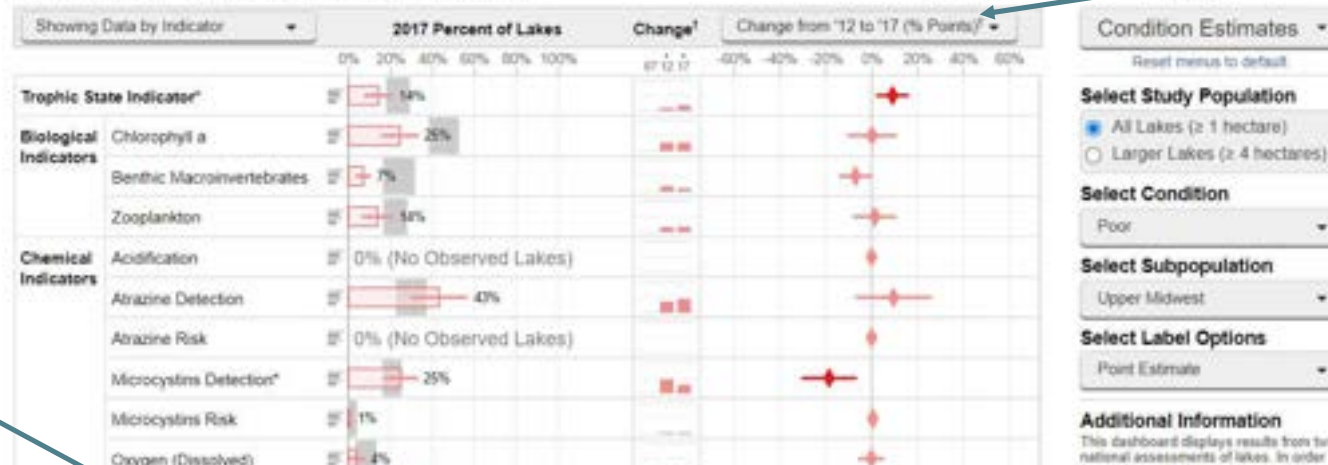 Showing Data by Indicator
2017 Percent of Lakes
Change†
Change from '12 to '17 (% Points)†
0% 20% 40% 60% 80% 100%
07 12 17
-60% -40% -20% 0% 20% 40% 60%
Trophic State Indicator*
14%
Biological Indicators
Chlorophyll a
25%
Benthic Macroinvertebrates
7%
Zooplankton
14%
Chemical Indicators
Acidification
0% (No Observed Lakes)
Atrazine Detection
43%
Atrazine Risk
0% (No Observed Lakes)
Microcystins Detection*
25%
Microcystins Risk
1%
Oxygen (Dissolved)
4%
Condition Estimates
Reset menus to default
Select Study Population
All Lakes (≥ 1 hectare)
Larger Lakes (≥ 4 hectares)
Select Condition
Poor
Select Subpopulation
Upper Midwest
Select Label Options
Point Estimate
Additional Information
This dashboard displays results from
national assessments of lakes. In order